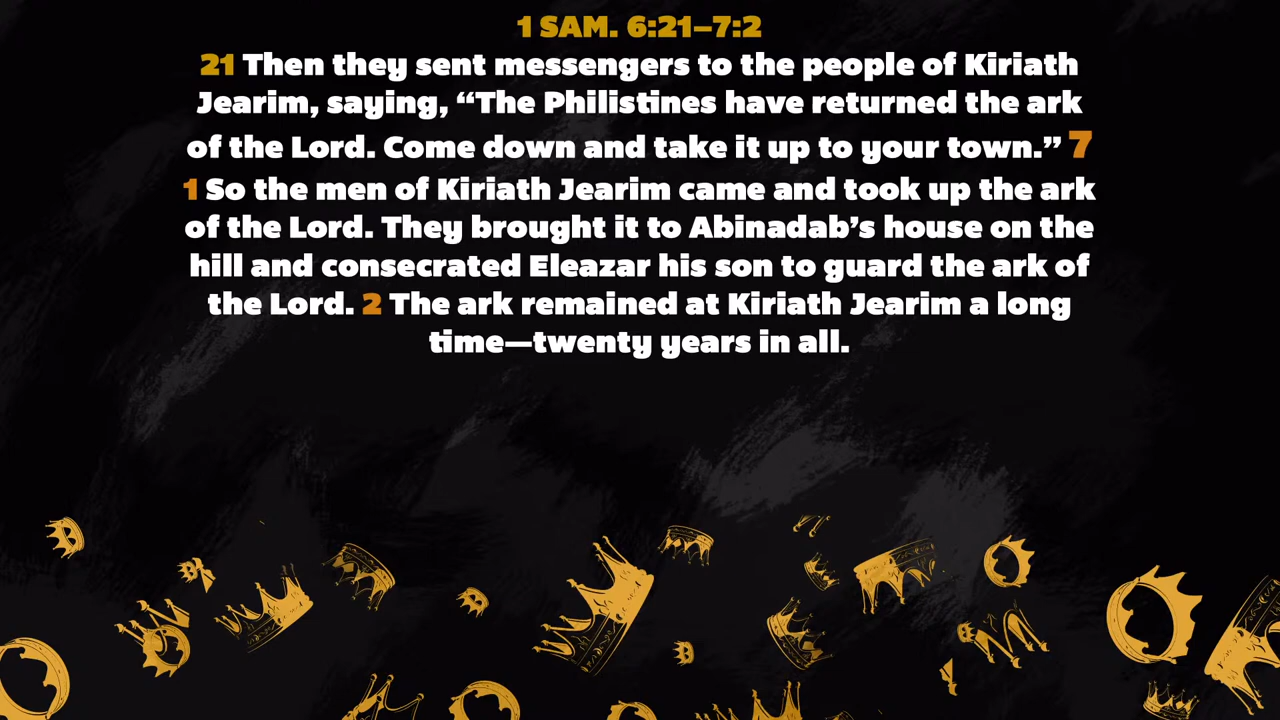 1 SAM. 6:21–7:2
21 Then they sent messengers to the people of Kiriath
Jearim, saying, “The Philistines have returned the ark
of the Lord. Come down and take it up to your town.” 7
1 So the men of Kiriath Jearim came and took up the ark
of the Lord. They brought it to Abinadab’s house on the
hill and consecrated Eleazar his son to guard the ark of
the Lord. 2 The ark remained at Kiriath Jearim a long
time—twenty years in all.